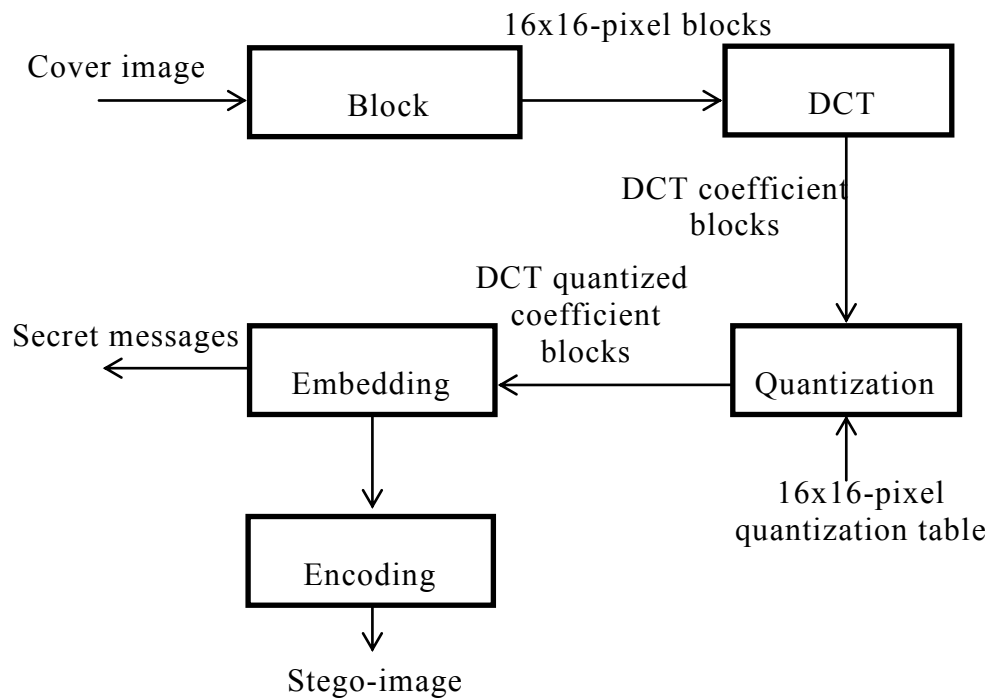 16x16-pixel blocks
Cover image
Block
DCT
DCT coefficient
blocks
DCT quantized
coefficient
blocks
Secret messages
Embedding
Quantization
16x16-pixel
quantization table
Encoding
Stego-image